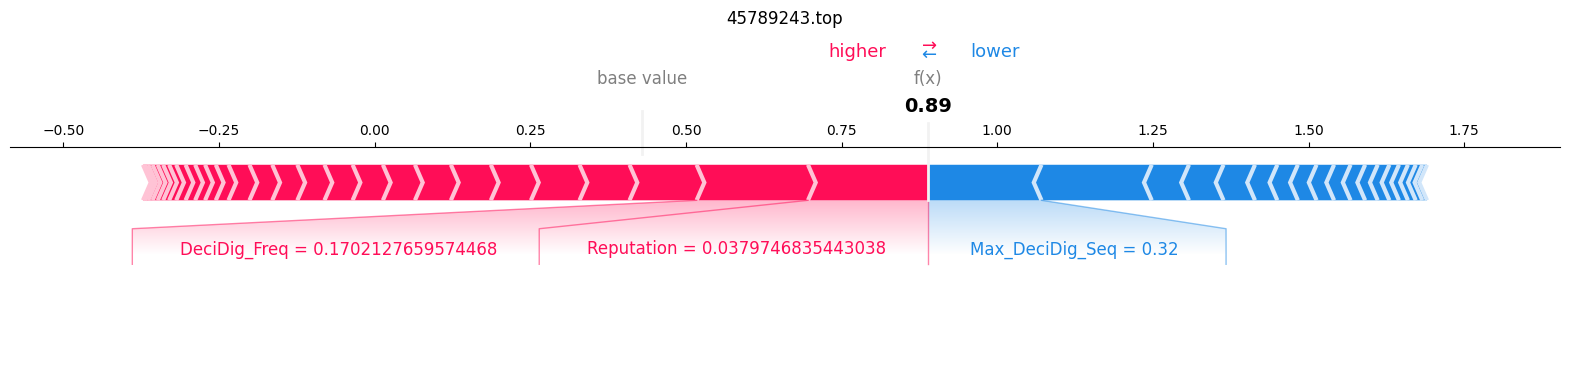 45789243.top
higher → ← lower
base value f(x)
0.89
−0.50 −0.25 0.00 0.25 0.50 0.75 1.00 1.25 1.50 1.75
DeciDig_Freq = 0.1702127659574468 Reputation = 0.0379746835443038 Max_DeciDig_Seq = 0.32